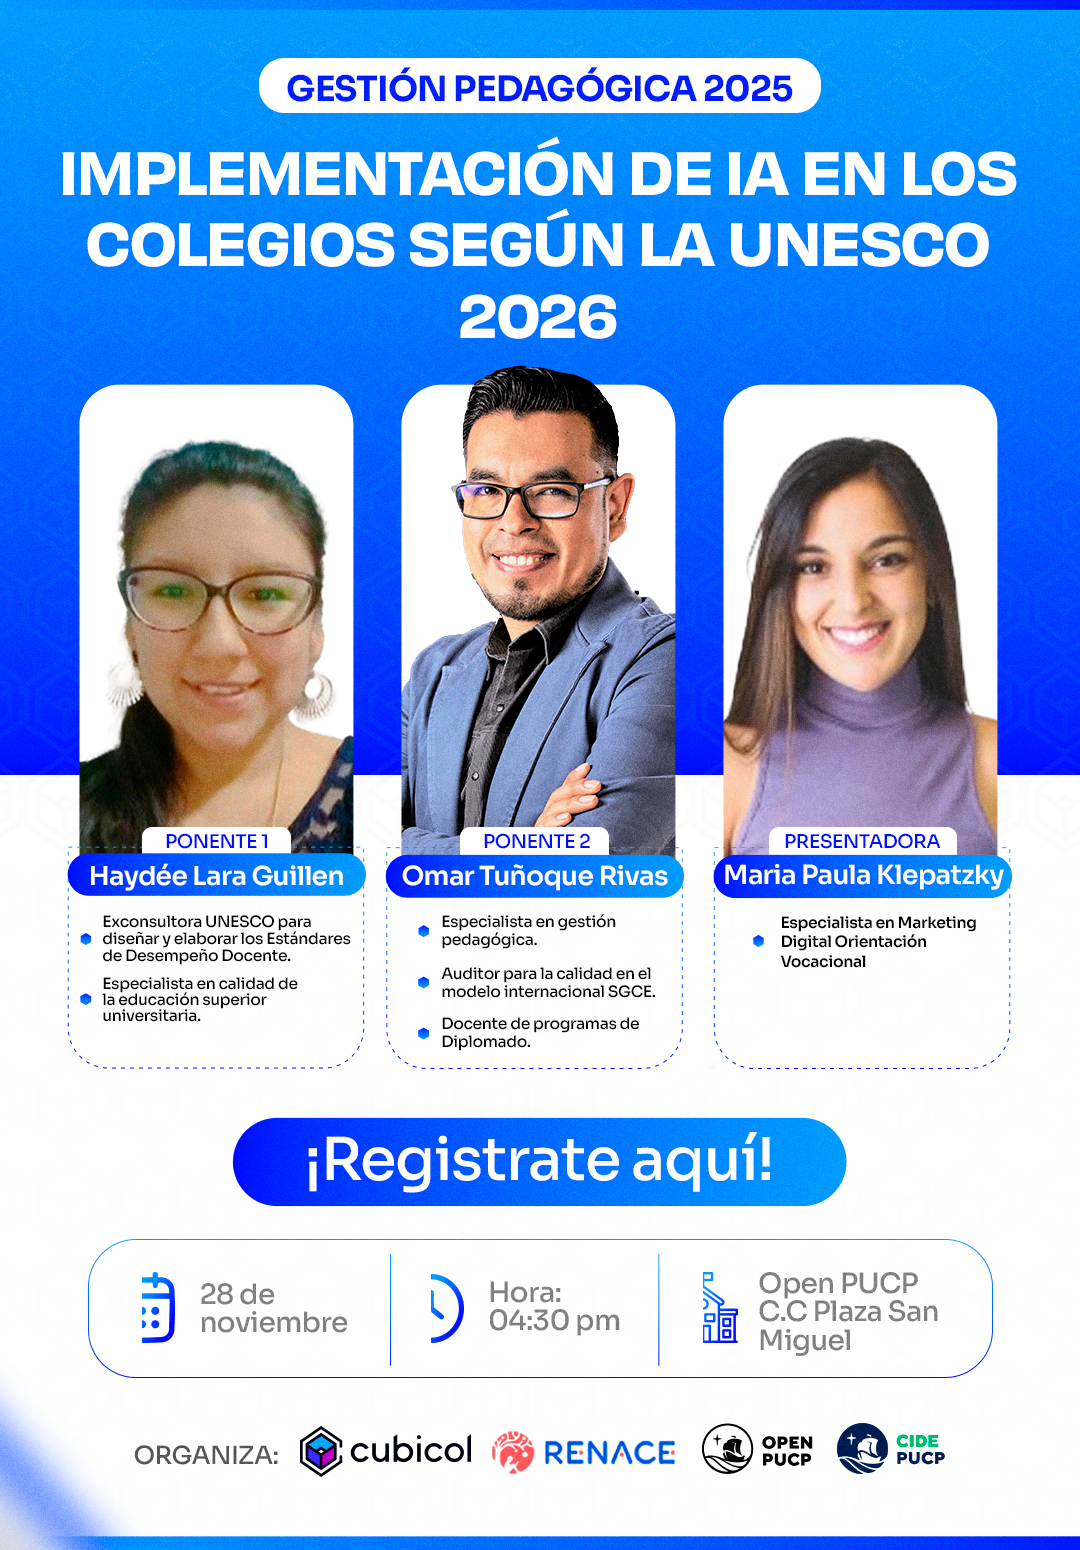 GESTIÓN PEDAGÓGICA 2025
IMPLEMENTACIÓN DE IA EN LOS
COLEGIOS SEGÚN LA UNESCO
2026
PONENTE 1
Haydée Lara Guillen
Exconsultora UNESCO para
diseñar y elaborar los Estándares
de Desempeño Docente.
Especialista en calidad de
la educación superior
universitaria.
PONENTE 2
Omar Tuñoque Rivas
Especialista en gestión
pedagógica.
Auditor para la calidad en el
modelo internacional SGCE.
Docente de programas de
Diplomado.
PRESENTADORA
Maria Paula Klepatzky
Especialista en Marketing
Digital Orientación
Vocacional
¡Registrate aquí!
28 de
noviembre
Hora:
04:30 pm
Open PUCP
C.C Plaza San
Miguel
ORGANIZA:
cubicol
RENACE
OPEN
PUCP
CIDE
PUCP